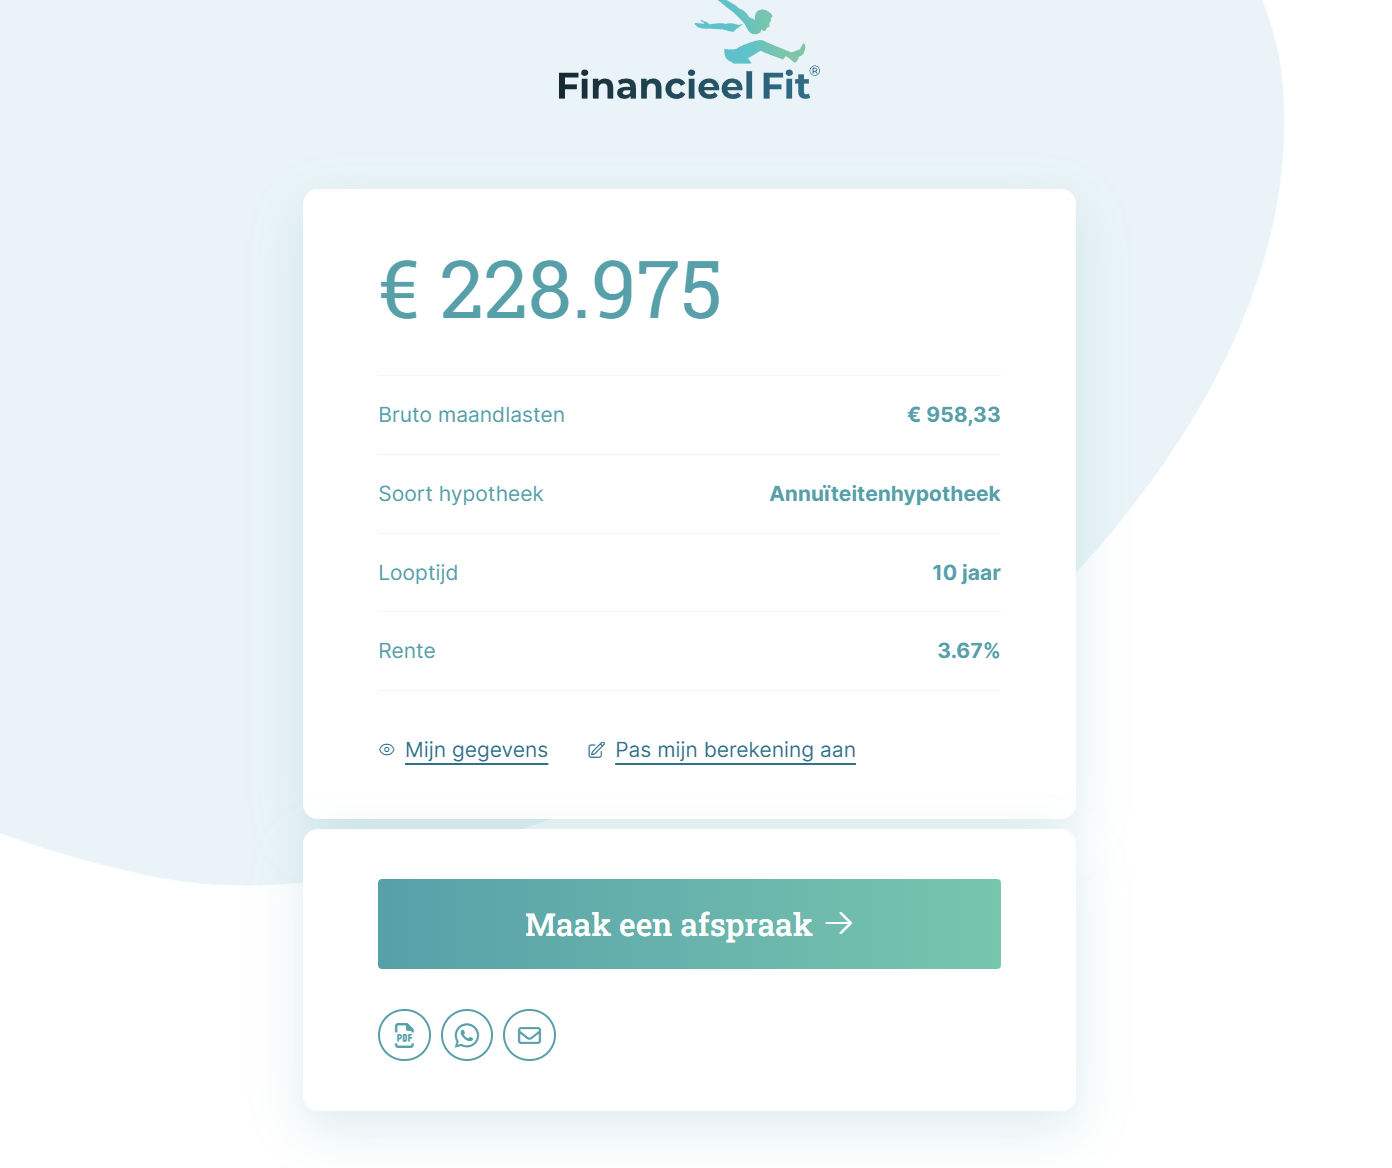 Financieel Fit®
€ 228.975
Bruto maandlasten € 958,33
Soort hypotheek Annuïteitenhypotheek
Looptijd 10 jaar
Rente 3.67%
Mijn gegevens Pas mijn berekening aan
Maak een afspraak →
PDF